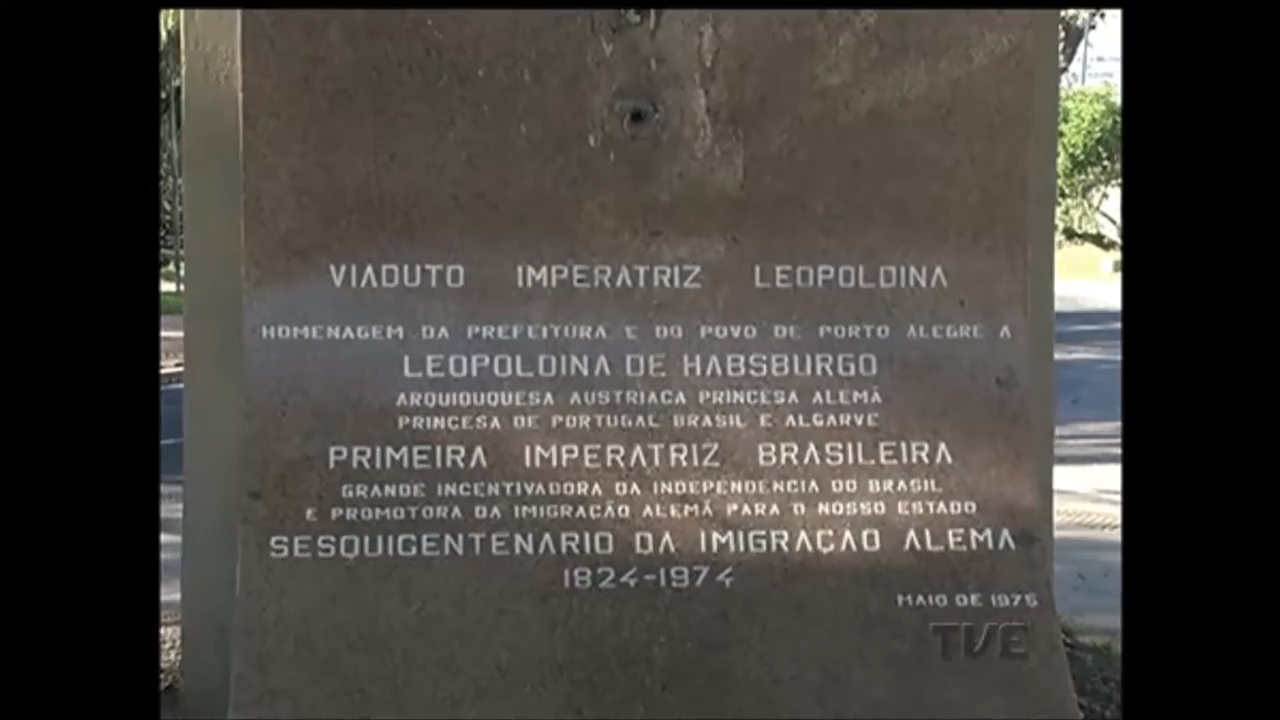 VIADUTO IMPERATRIZ LEOPOLDINA
HOMENAGEM DA PREFEITURA E DO POVO DE PORTO ALEGRE A
LEOPOLDINA DE HABSBURGO
ARQUIDUQUESA AUSTRIACA PRINCESA ALEMÃ
PRINCESA DE PORTUGAL BRASIL E ALGARVE
PRIMEIRA IMPERATRIZ BRASILEIRA
GRANDE INCENTIVADORA DA INDEPENDENCIA DO BRASIL
E PROMOTORA DA IMIGRAÇÃO ALEMÃ PARA O NOSSO ESTADO
SESQUICENTENARIO DA IMIGRAÇÃO ALEMA
1824-1974
MAIO DE 1975
TVE